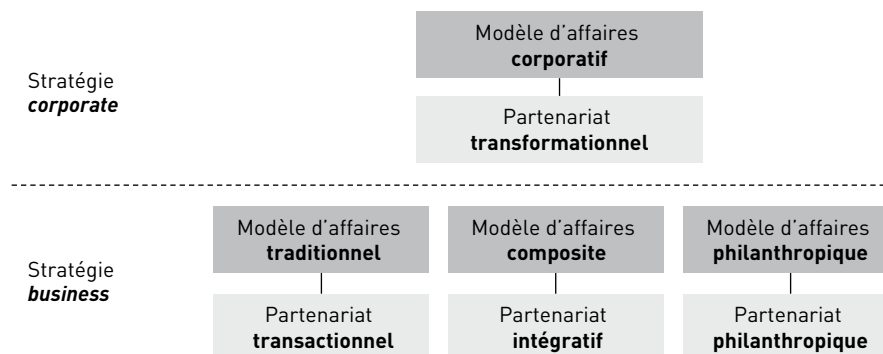 Modèle d'affaires
corporatif
Stratégie
corporate
Partenariat
transformationnel
Modèle d'affaires
traditionnel
Modèle d'affaires
composite
Modèle d'affaires
philanthropique
Stratégie
business
Partenariat
transactionnel
Partenariat
intégratif
Partenariat
philanthropique